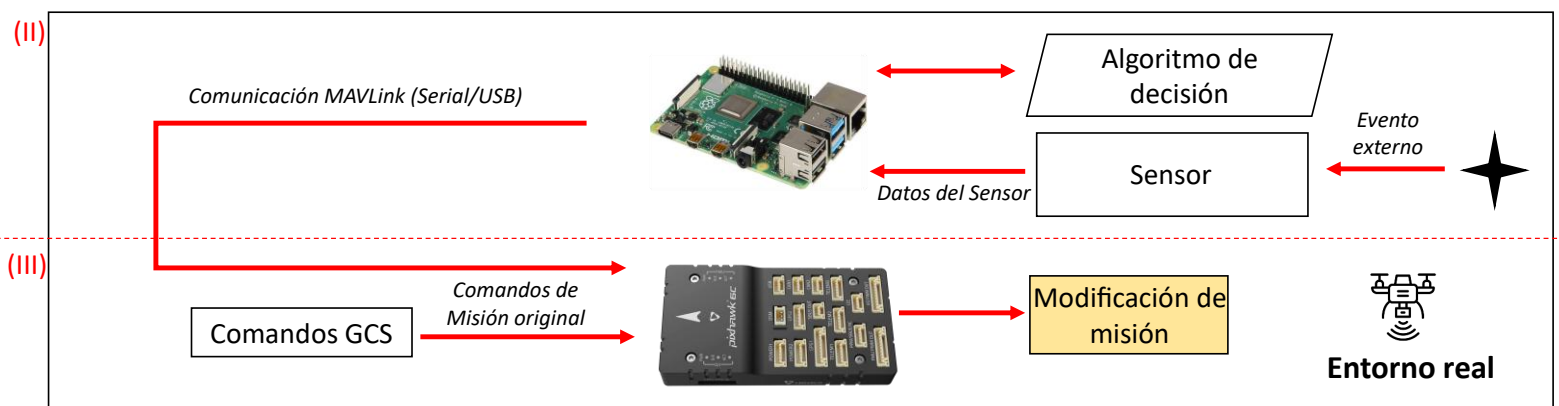 (II)
Comunicación MAVLink (Serial/USB)
Algoritmo de
decisión
Evento
externo
Sensor
Datos del Sensor
(III)
Comandos de
Misión original
Comandos GCS
pixhawk 6C
Modificación de
misión
Entorno real